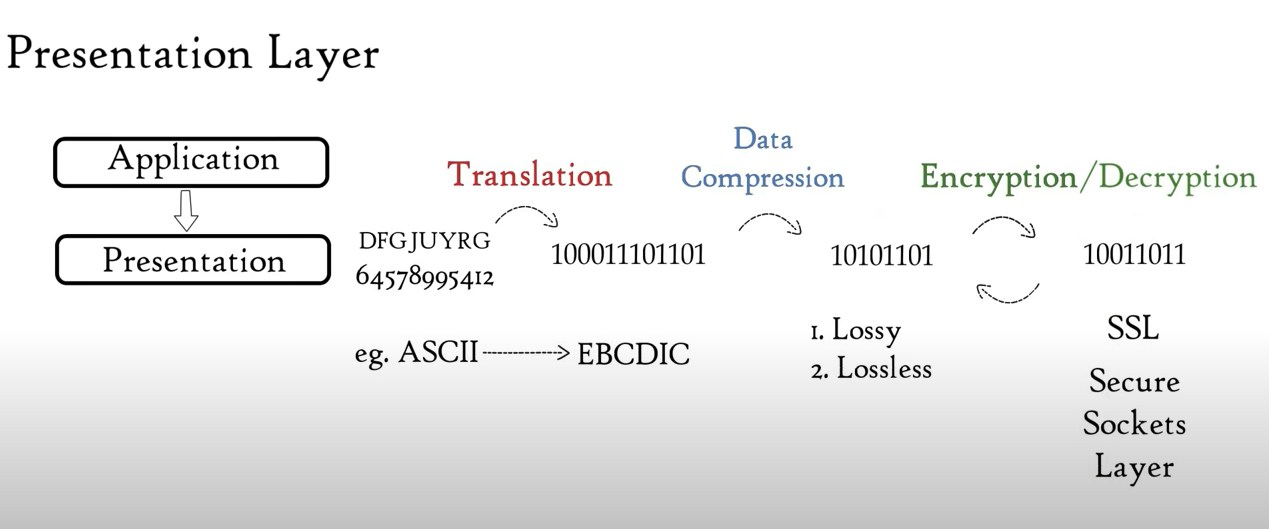 Presentation Layer
Application
Presentation
Translation
DFGJUYRG
64578995412
100011101101
eg. ASCII
EBCDIC
Data
Compression
10101101
1. Lossy
2. Lossless
Encryption/Decryption
10011011
SSL
Secure
Sockets
Layer